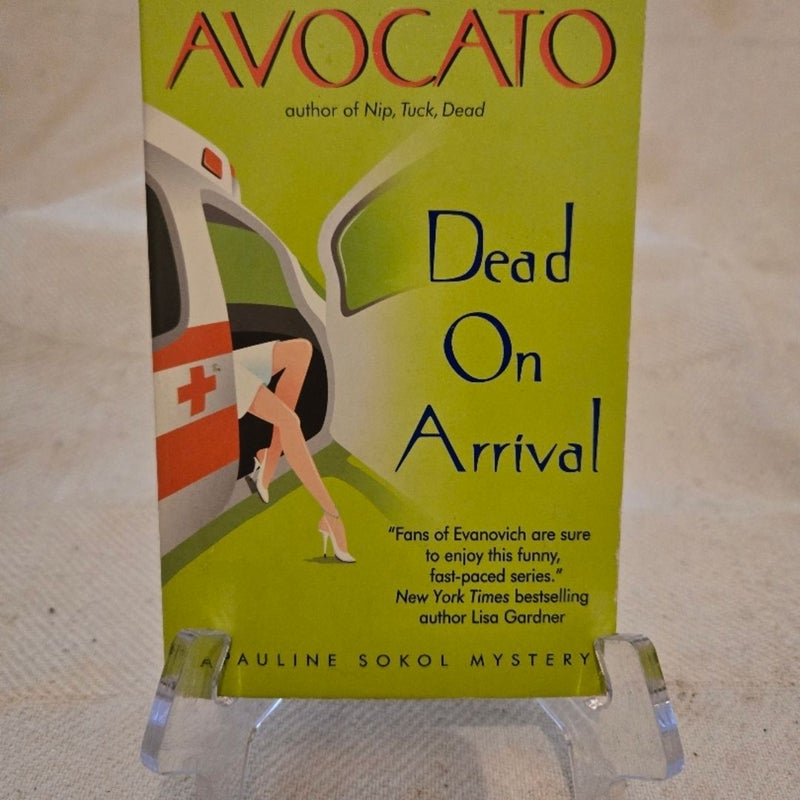 AVOCATO
author of Nip, Tuck, Dead
Dead
On
Arrival
"Fans of Evanovich are sure
to enjoy this funny,
fast-paced series."
New York Times bestselling
author Lisa Gardner
A PAULINE SOKOL MYSTERY